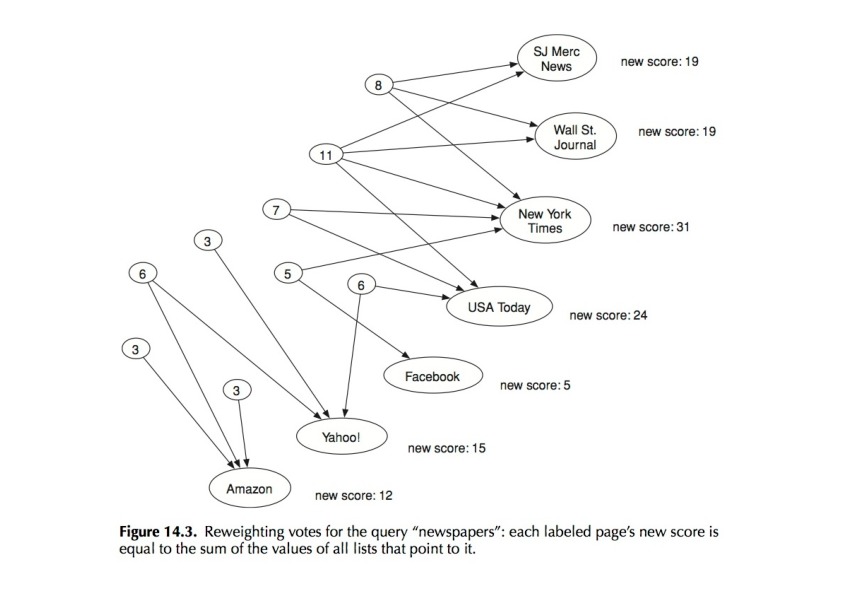 SJ Merc
News
new score: 19
8
Wall St.
Journal
new score: 19
11
7
New York
Times
new score: 31
3
6
5
6
USA Today
new score: 24
3
Facebook
new score: 5
3
Yahoo!
new score: 15
Amazon
new score: 12
Figure 14.3. Reweighting votes for the query “newspapers”: each labeled page’s new score is
equal to the sum of the values of all lists that point to it.